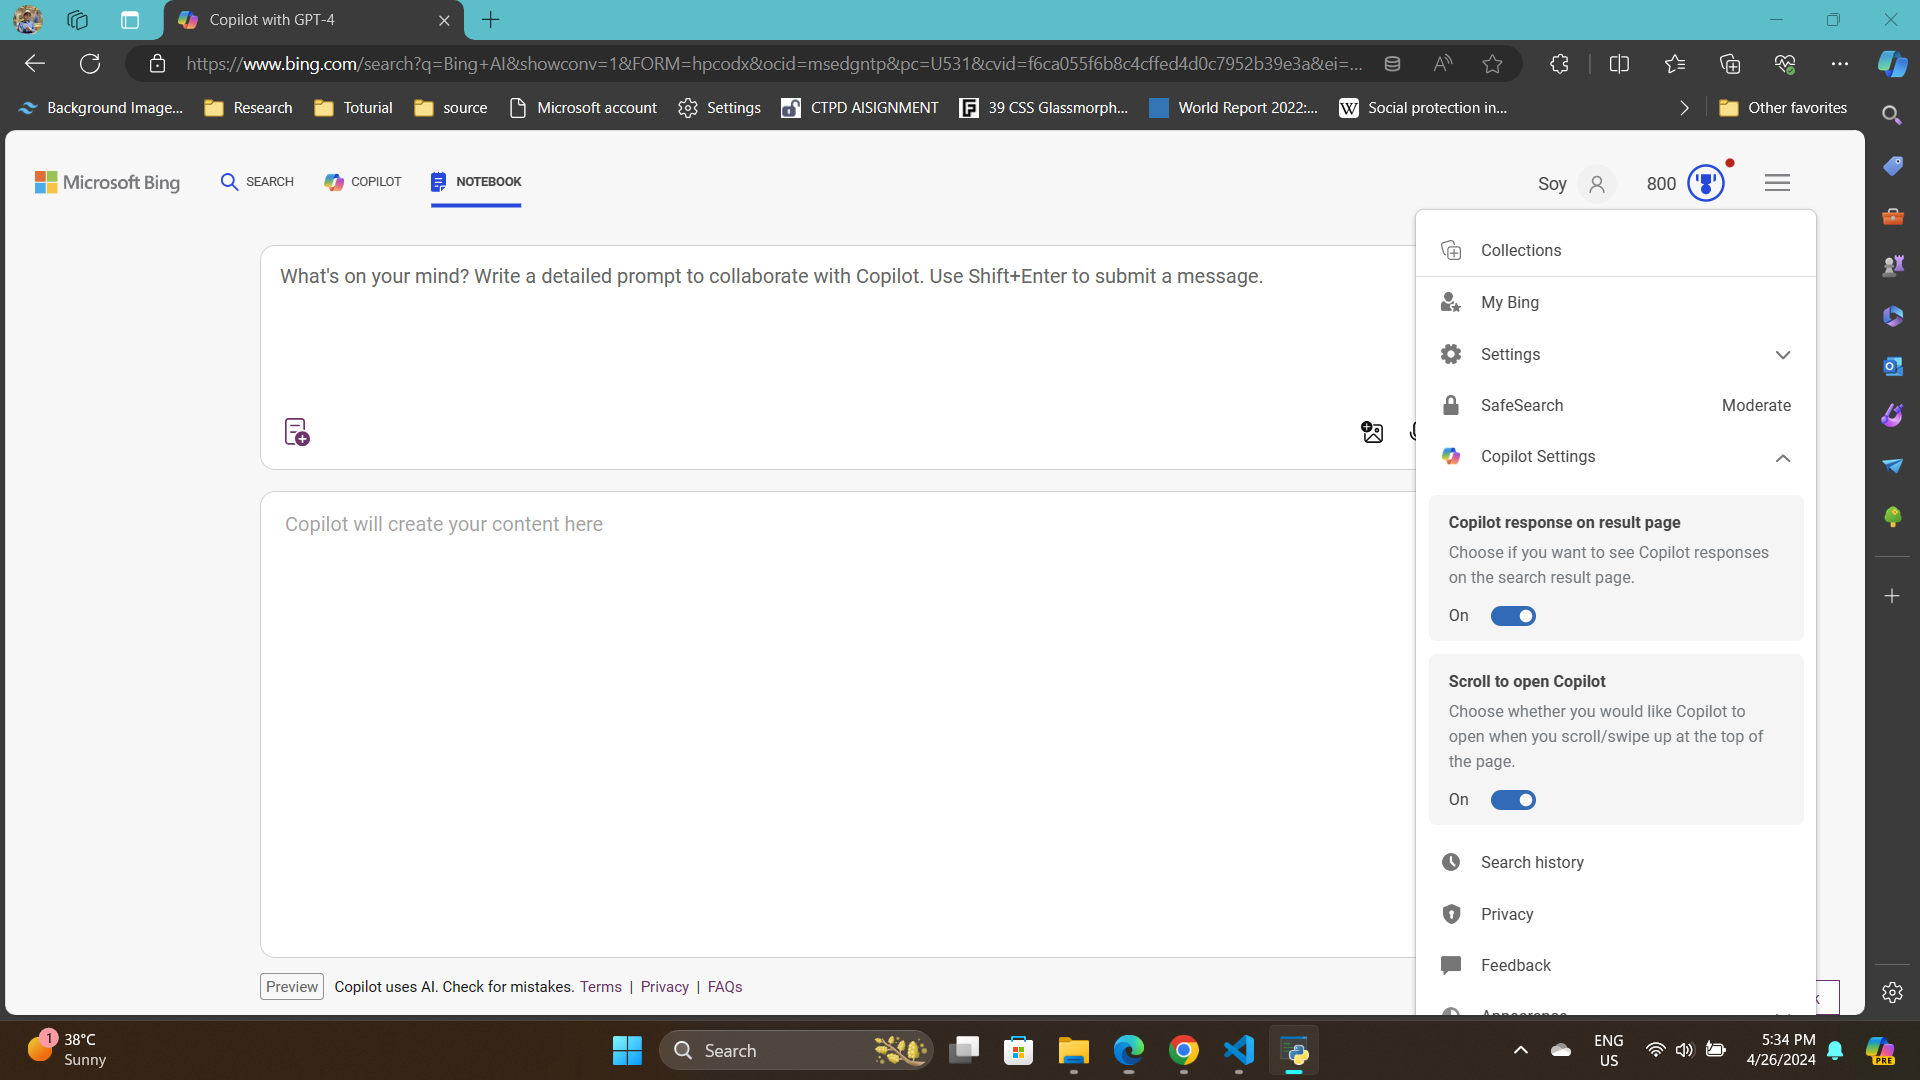 Copilot with GPT-4
https://www.bing.com/search?q=Bing+AI&showconv=1&FORM=hpcodx&ocid=msedgntp&pc=U531&cvid=f6ca055f6b8c4cffed4d0c7952b39e3a&ei=...
Background Image...
Research
Toturial
source
Microsoft account
Settings
CTPD AISIGNMENT
39 CSS Glassmorph...
World Report 2022:...
Social protection in...
Other favorites
Microsoft Bing
SEARCH
COPILOT
NOTEBOOK
Soy
800
What's on your mind? Write a detailed prompt to collaborate with Copilot. Use Shift+Enter to submit a message.
Copilot will create your content here
Collections
My Bing
Settings
SafeSearch Moderate
Copilot Settings
Copilot response on result page
Choose if you want to see Copilot responses
on the search result page.
On
Scroll to open Copilot
Choose whether you would like Copilot to
open when you scroll/swipe up at the top of
the page.
On
Search history
Privacy
Feedback
Appearance
Preview
Copilot uses AI. Check for mistakes. Terms | Privacy | FAQs
1
38°C
Sunny
Search
ENG
US
5:34 PM
4/26/2024
PRE